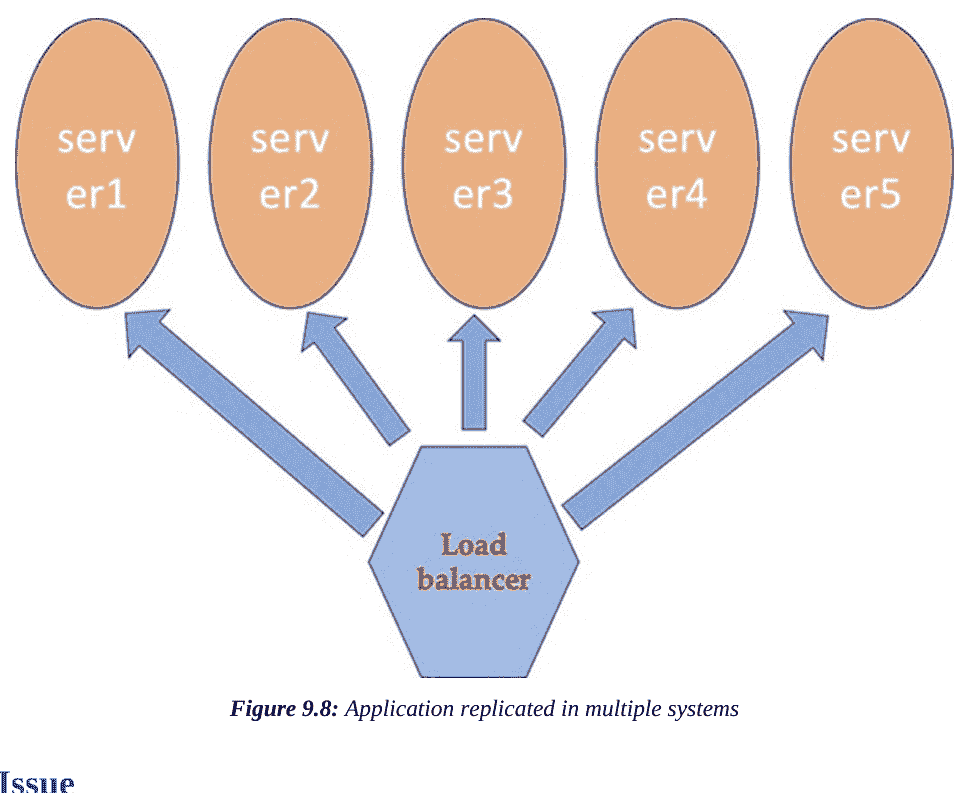 serv
er1
serv
er2
serv
er3
serv
er4
serv
er5
Load
balancer
Figure 9.8: Application replicated in multiple systems
Issue